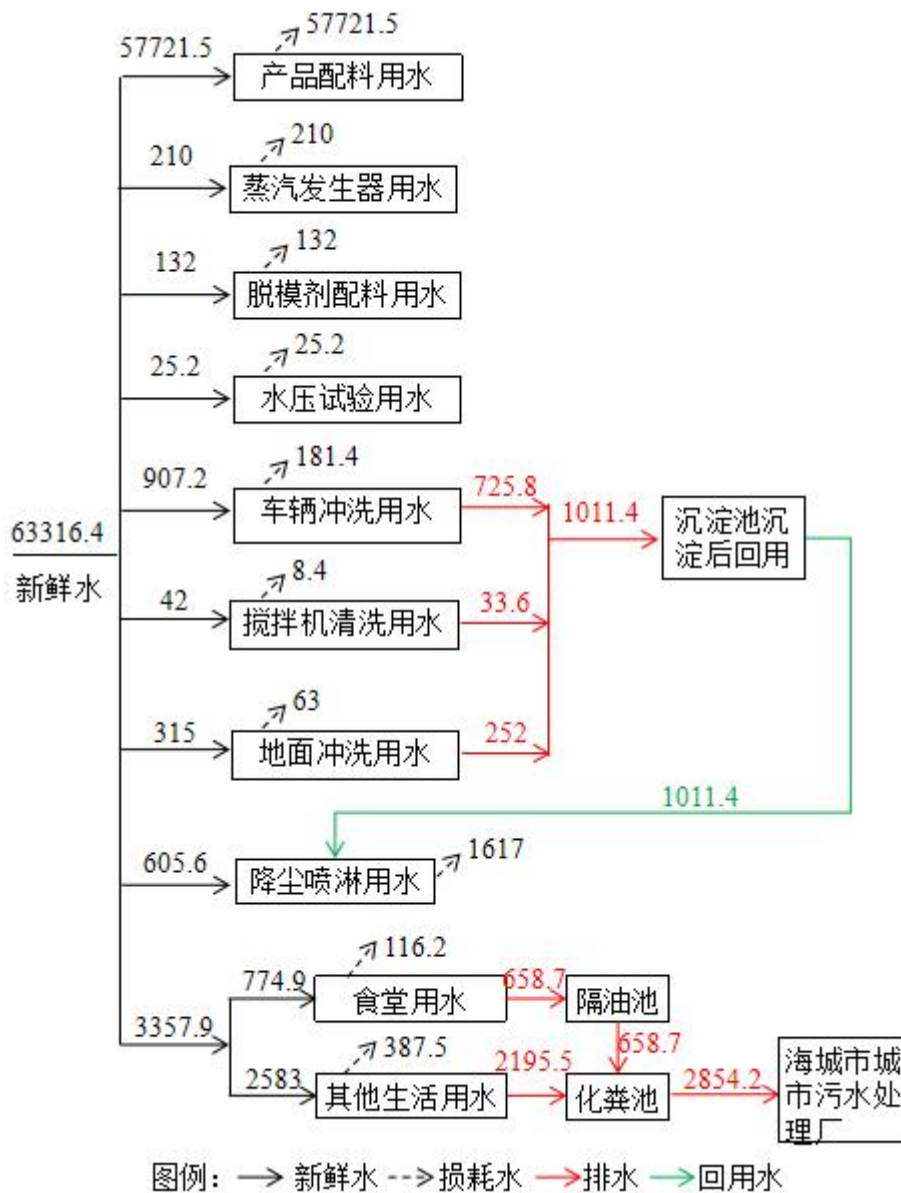 57721.5
57721.5
产品配料用水
210
210
蒸汽发生器用水
132
132
脱模剂配料用水
25.2
25.2
水压试验用水
181.4
907.2
车辆冲洗用水
725.8
1011.4
沉淀池沉
淀后回用
63316.4
新鲜水
8.4
42
搅拌机清洗用水
33.6
63
315
地面冲洗用水
252
1011.4
1617
605.6
降尘喷淋用水
116.2
774.9
食堂用水
658.7
隔油池
3357.9
387.5
658.7
2583
其他生活用水
2195.5
化粪池
2854.2
海城市城
市污水处
理厂
图例： 新鲜水 损耗水 排水 回用水